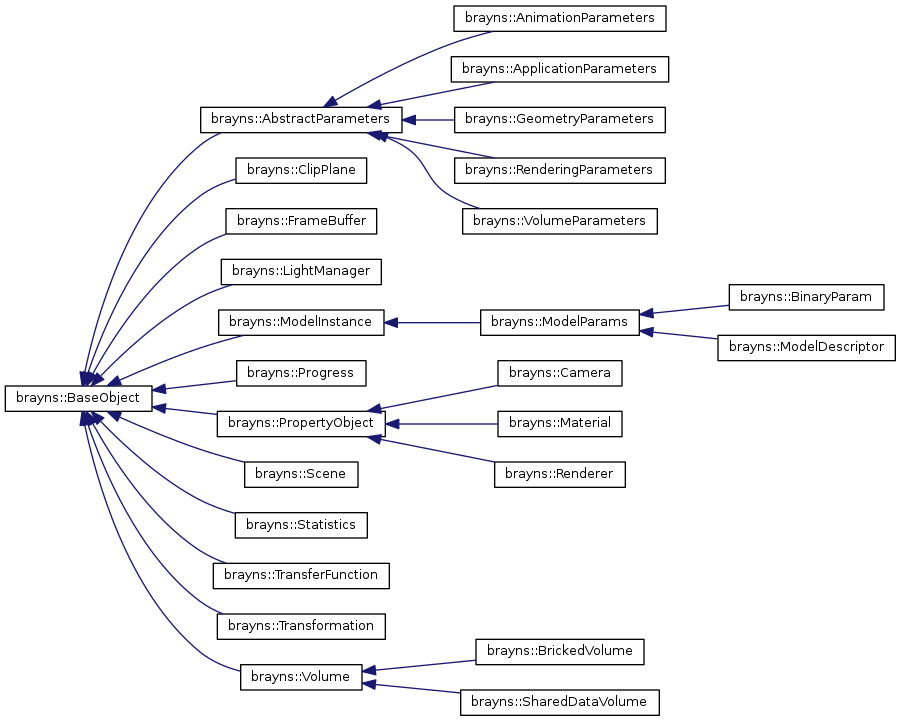 brayns::AnimationParameters
brayns::ApplicationParameters
brayns::AbstractParameters
brayns::GeometryParameters
brayns::ClipPlane
brayns::RenderingParameters
brayns::FrameBuffer
brayns::VolumeParameters
brayns::LightManager
brayns::BinaryParam
brayns::ModelInstance
brayns::ModelParams
brayns::ModelDescriptor
brayns::Progress
brayns::Camera
brayns::BaseObject
brayns::PropertyObject
brayns::Material
brayns::Scene
brayns::Renderer
brayns::Statistics
brayns::TransferFunction
brayns::Transformation
brayns::BrickedVolume
brayns::Volume
brayns::SharedDataVolume